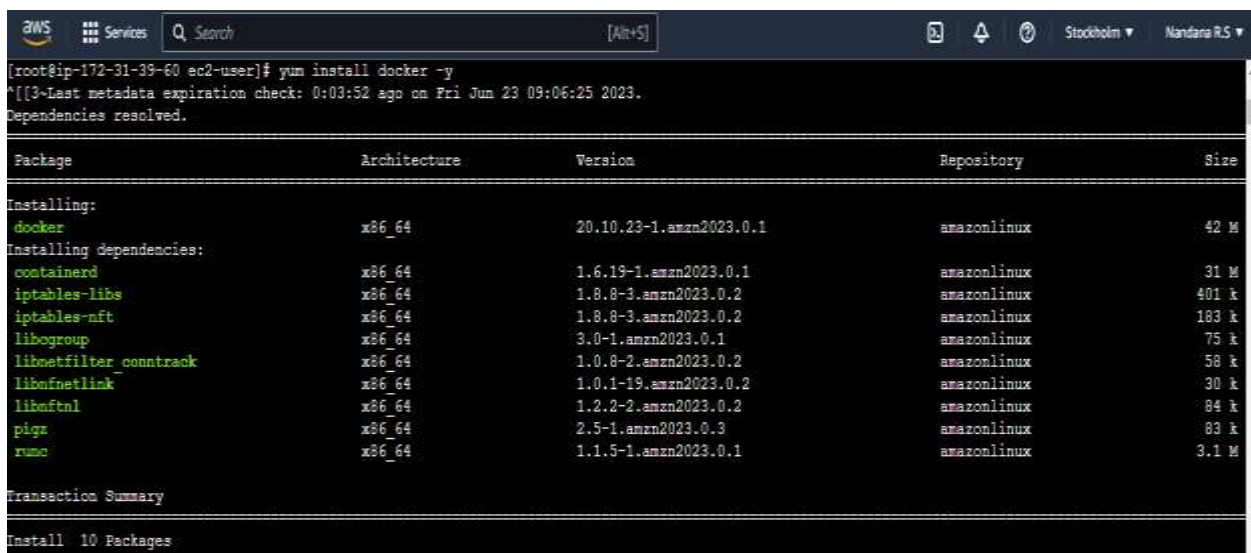 aws Services Search [Alt+S] Stockholm Nandana R.S
[root@ip-172-31-39-60 ec2-user]# yum install docker -y
^[[3~Last metadata expiration check: 0:03:52 ago on Fri Jun 23 09:06:25 2023.
Dependencies resolved.
Package Architecture Version Repository Size
Installing:
docker x86_64 20.10.23-1.amzn2023.0.1 amazonlinux 42 M
Installing dependencies:
containerd x86_64 1.6.19-1.amzn2023.0.1 amazonlinux 31 M
iptables-libs x86_64 1.8.8-3.amzn2023.0.2 amazonlinux 401 k
iptables-nft x86_64 1.8.8-3.amzn2023.0.2 amazonlinux 183 k
libcgroup x86_64 3.0-1.amzn2023.0.1 amazonlinux 75 k
libnetfilter_conntrack x86_64 1.0.8-2.amzn2023.0.2 amazonlinux 58 k
libnfnetlink x86_64 1.0.1-19.amzn2023.0.2 amazonlinux 30 k
libnftnl x86_64 1.2.2-2.amzn2023.0.2 amazonlinux 84 k
pigz x86_64 2.5-1.amzn2023.0.3 amazonlinux 83 k
runc x86_64 1.1.5-1.amzn2023.0.1 amazonlinux 3.1 M
Transaction Summary
Install 10 Packages